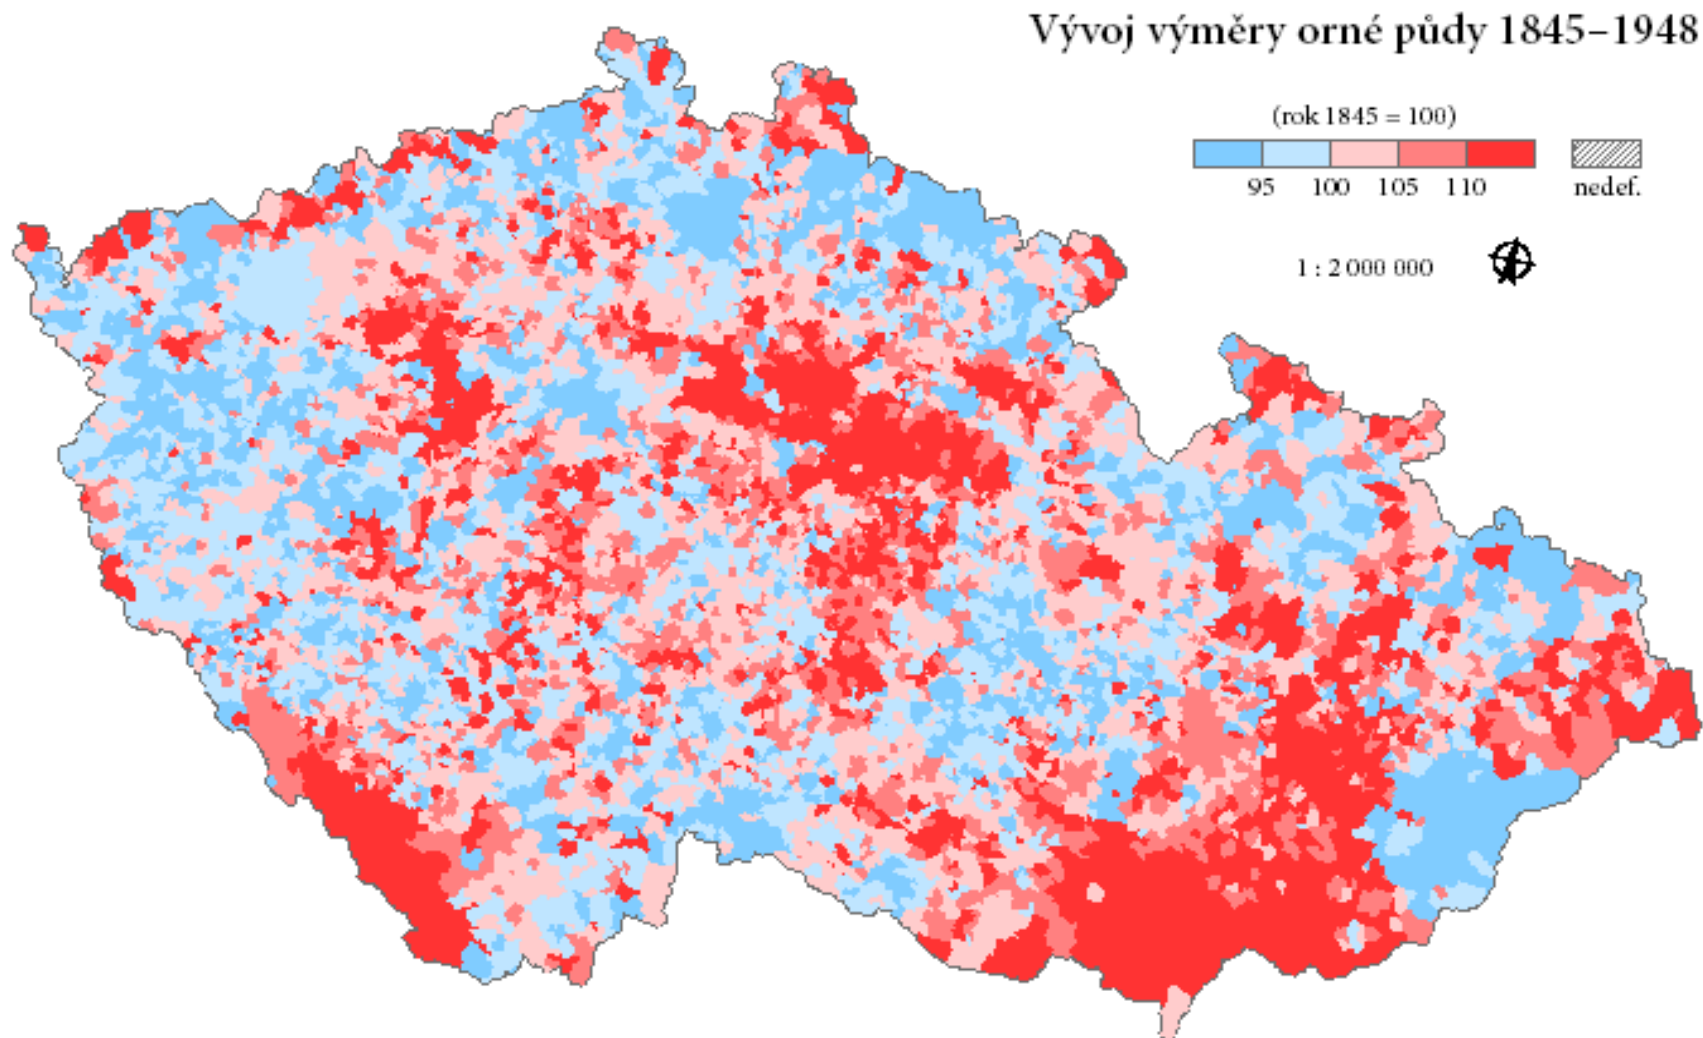 Vývoj výměry orné půdy 1845–1948
(rok 1845 = 100)
95 100 105 110 nedef.
1 : 2 000 000